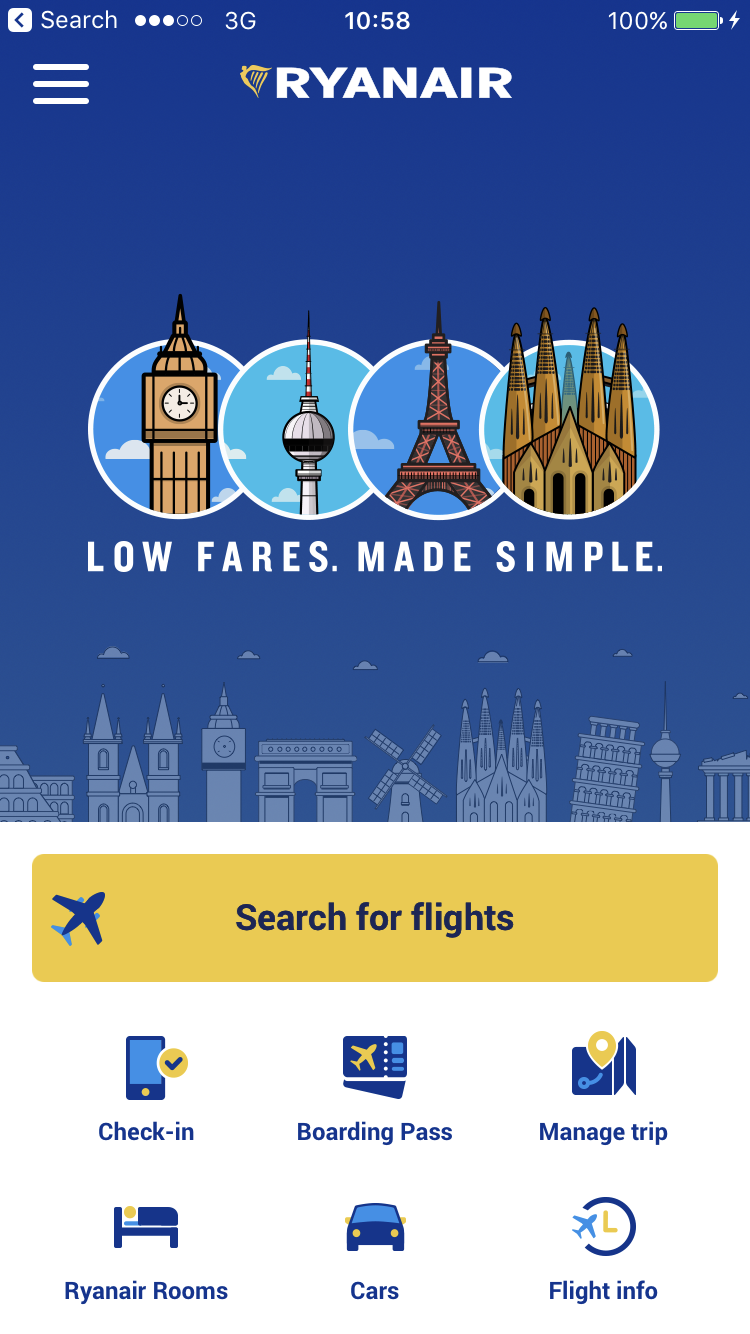 Search 3G 10:58 100%
RYANAIR
LOW FARES. MADE SIMPLE.
Search for flights
Check-in Boarding Pass Manage trip
Ryanair Rooms Cars Flight info